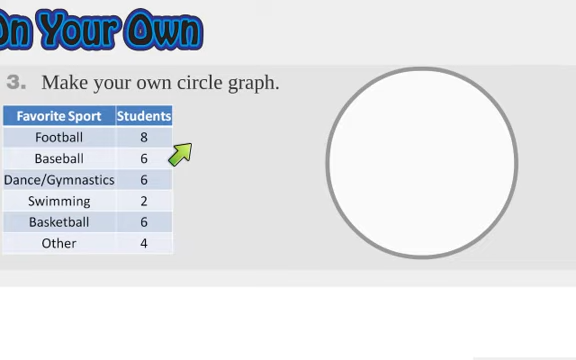 On Your Own
3. Make your own circle graph.
Favorite Sport Students
Football 8
Baseball 6
Dance/Gymnastics 6
Swimming 2
Basketball 6
Other 4